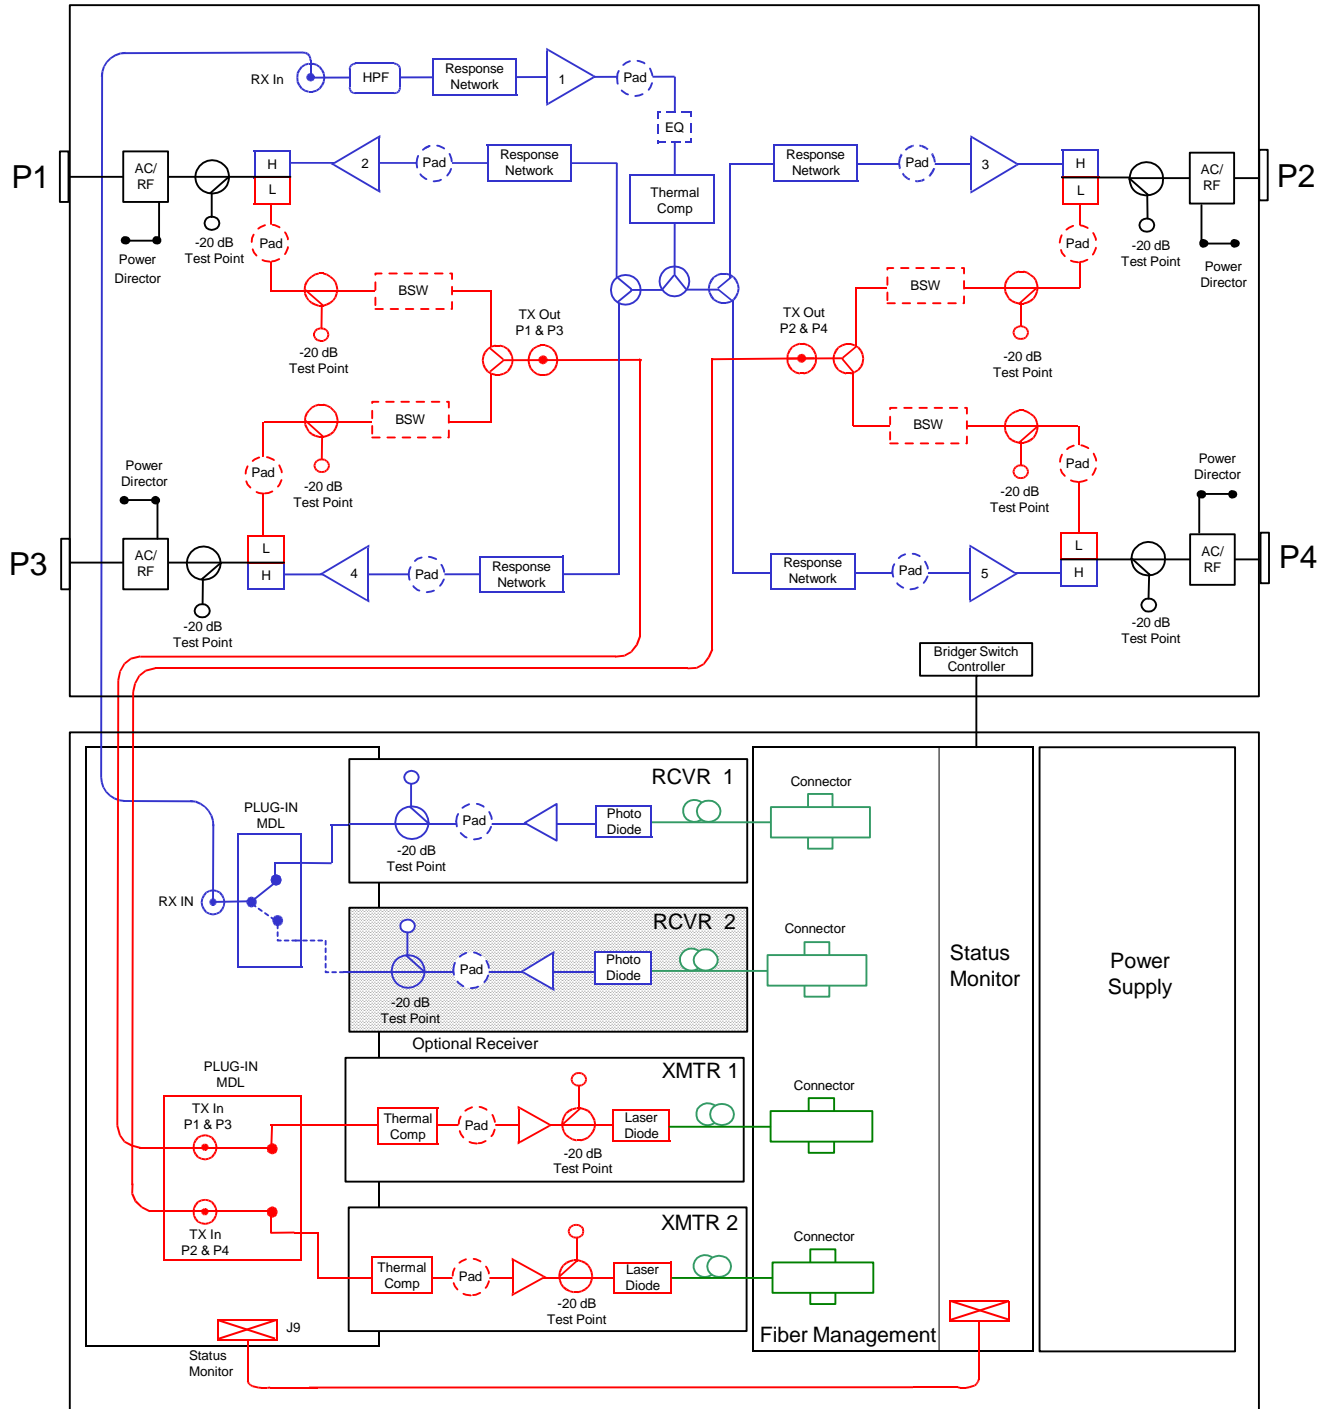 RX In
HPF
Response
Network
1
Pad
EQ
Thermal
Comp
P1
AC/
RF
Power
Director
-20 dB
Test Point
H
L
2
Pad
Response
Network
Pad
-20 dB
Test Point
BSW
TX Out
P1 & P3
Response
Network
Pad
3
H
L
-20 dB
Test Point
AC/
RF
Power
Director
P2
Pad
BSW
-20 dB
Test Point
TX Out
P2 & P4
Power
Director
P3
AC/
RF
-20 dB
Test Point
Pad
L
H
-20 dB
Test Point
BSW
4
Pad
Response
Network
BSW
-20 dB
Test Point
Pad
Response
Network
Pad
5
L
H
-20 dB
Test Point
Power
Director
AC/
RF
P4
Bridger Switch
Controller
PLUG-IN
MDL
RX IN
RCVR 1
-20 dB
Test Point
Pad
Photo
Diode
Connector
RCVR 2
-20 dB
Test Point
Pad
Photo
Diode
Connector
Optional Receiver
Status
Monitor
Power
Supply
PLUG-IN
MDL
TX In
P1 & P3
TX In
P2 & P4
XMTR 1
Thermal
Comp
Pad
-20 dB
Test Point
Laser
Diode
Connector
XMTR 2
Thermal
Comp
Pad
-20 dB
Test Point
Laser
Diode
Connector
Fiber Management
J9
Status
Monitor